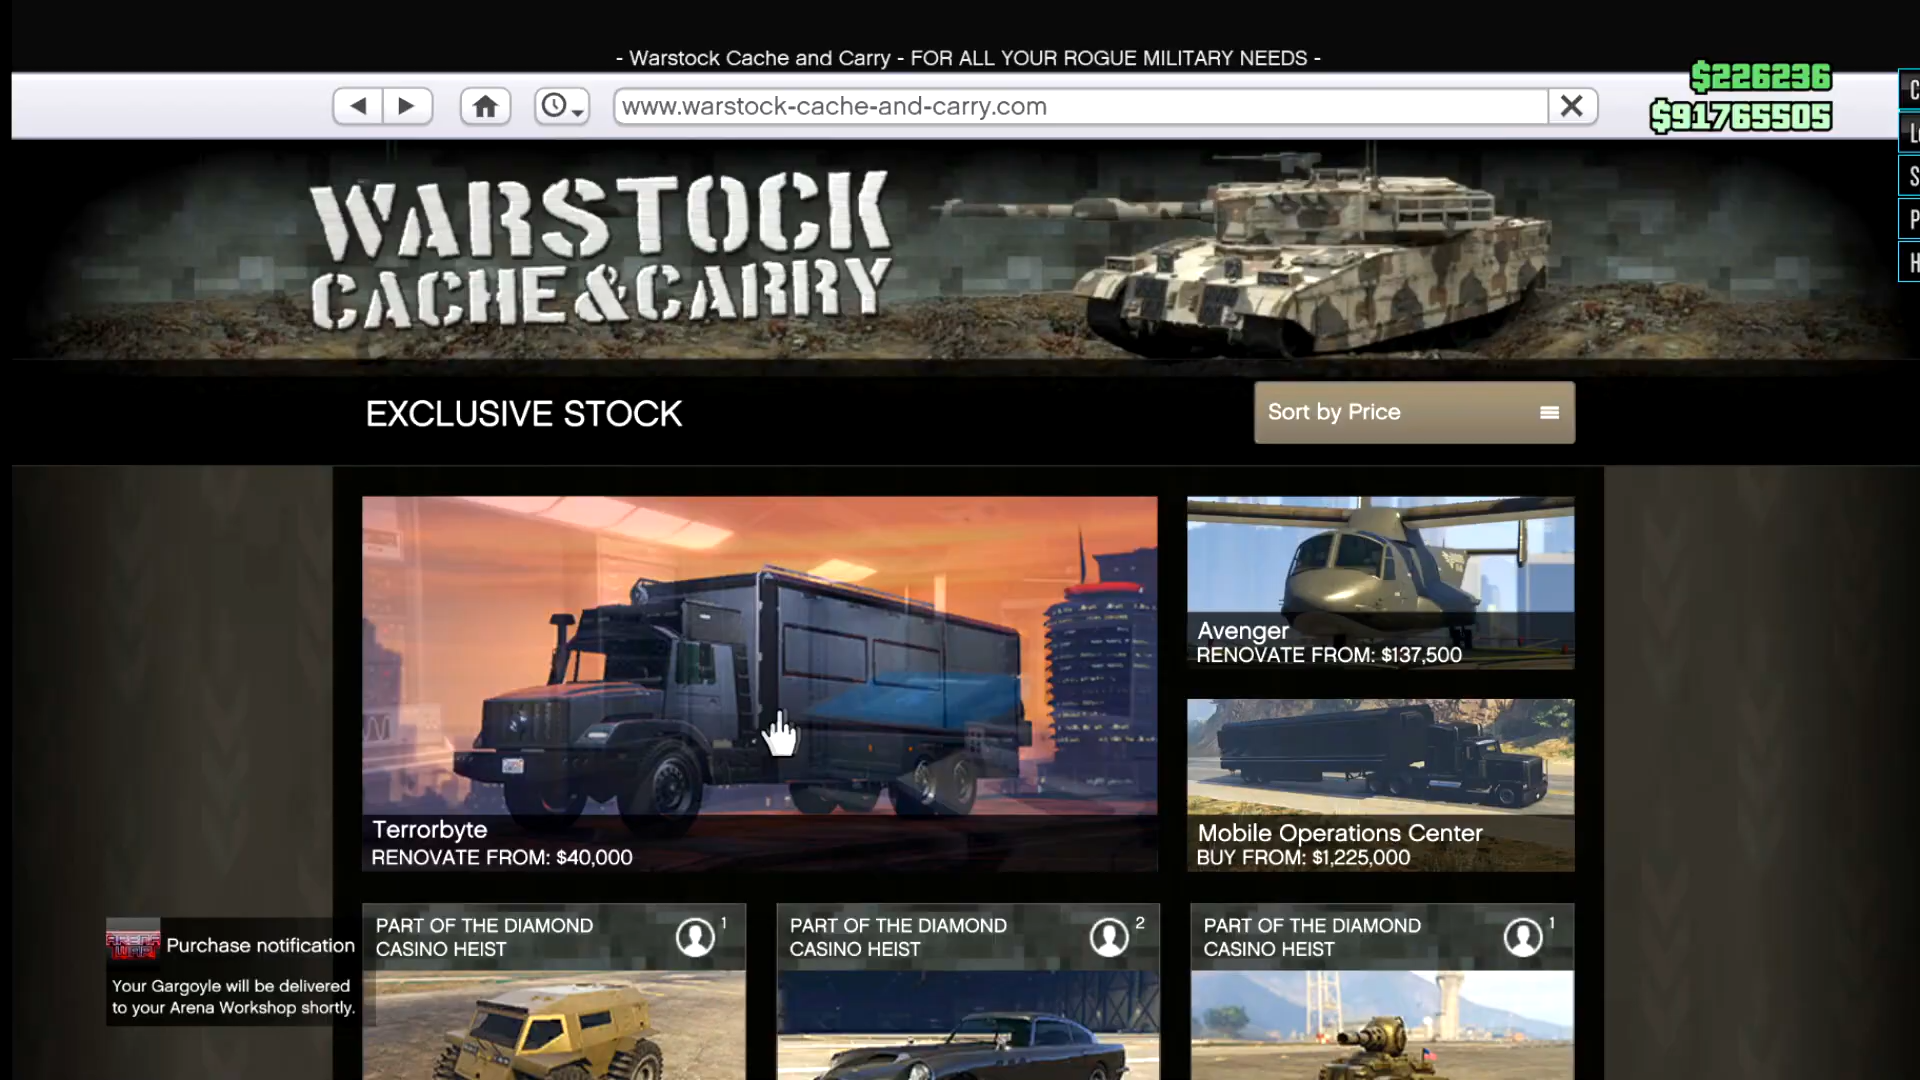 - Warstock Cache and Carry - FOR ALL YOUR ROGUE MILITARY NEEDS -
$226236
www.warstock-cache-and-carry.com
$91765505
WARSTOCK
CACHE&CARRY
EXCLUSIVE STOCK
Sort by Price
Avenger
RENOVATE FROM: $137,500
Terrorbyte
RENOVATE FROM: $40,000
Mobile Operations Center
BUY FROM: $1,225,000
PART OF THE DIAMOND
CASINO HEIST
1
PART OF THE DIAMOND
CASINO HEIST
2
PART OF THE DIAMOND
CASINO HEIST
1
ARENA
WAR
Purchase notification
Your Gargoyle will be delivered
to your Arena Workshop shortly.